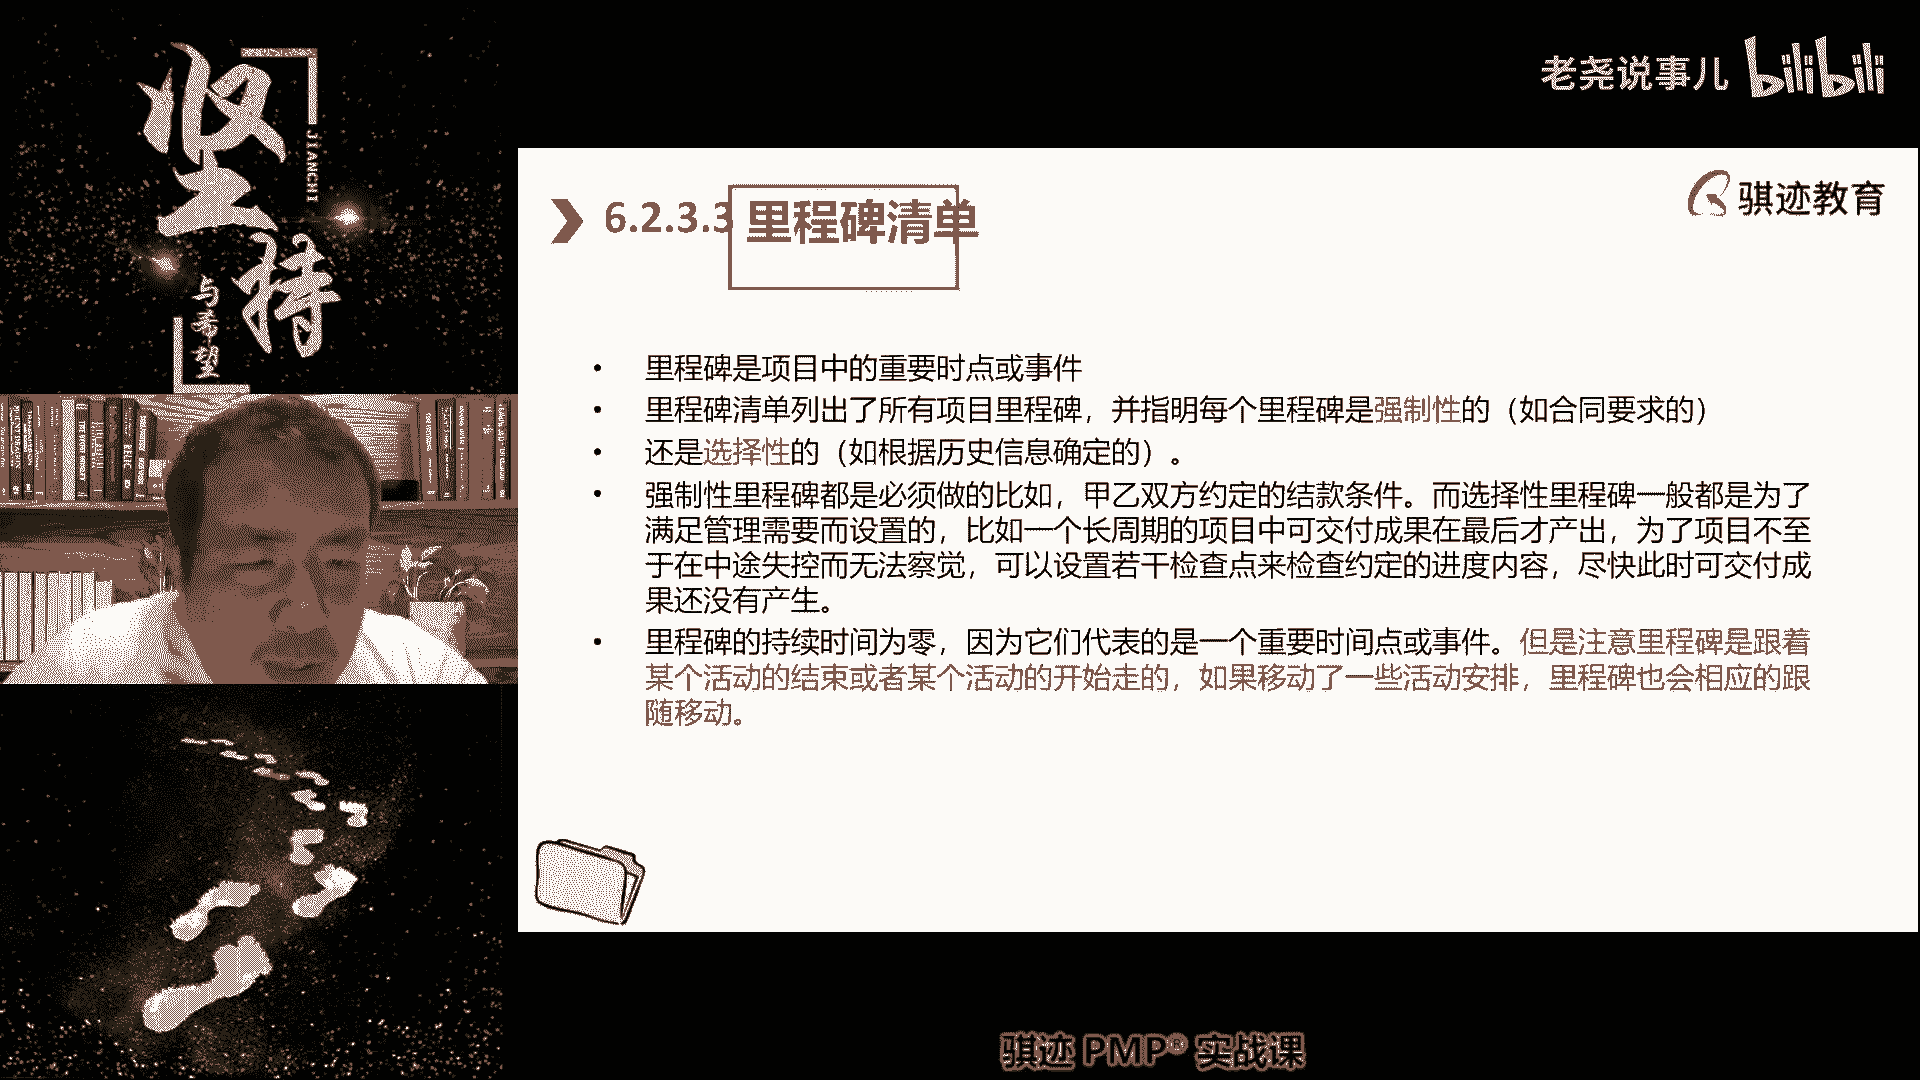 坚持
JIANCHI
与希望
老尧说事儿 bilibili
骐迹教育
6.2.3.3 里程碑清单
• 里程碑是项目中的重要时点或事件
• 里程碑清单列出了所有项目里程碑，并指明每个里程碑是强制性的（如合同要求的）
• 还是选择性的（如根据历史信息确定的）。
• 强制性里程碑都是必须做的比如，甲乙双方约定的结款条件。而选择性里程碑一般都是为了
满足管理需要而设置的，比如一个长周期的项目中可交付成果在最后才产出，为了项目不至
于在中途失控而无法察觉，可以设置若干检查点来检查约定的进度内容，尽快此时可交付成
果还没有产生。
• 里程碑的持续时间为零，因为它们代表的是一个重要时间点或事件。但是注意里程碑是跟着
某个活动的结束或者某个活动的开始走的，如果移动了一些活动安排，里程碑也会相应的跟
随移动。
骐迹 PMP® 实战课